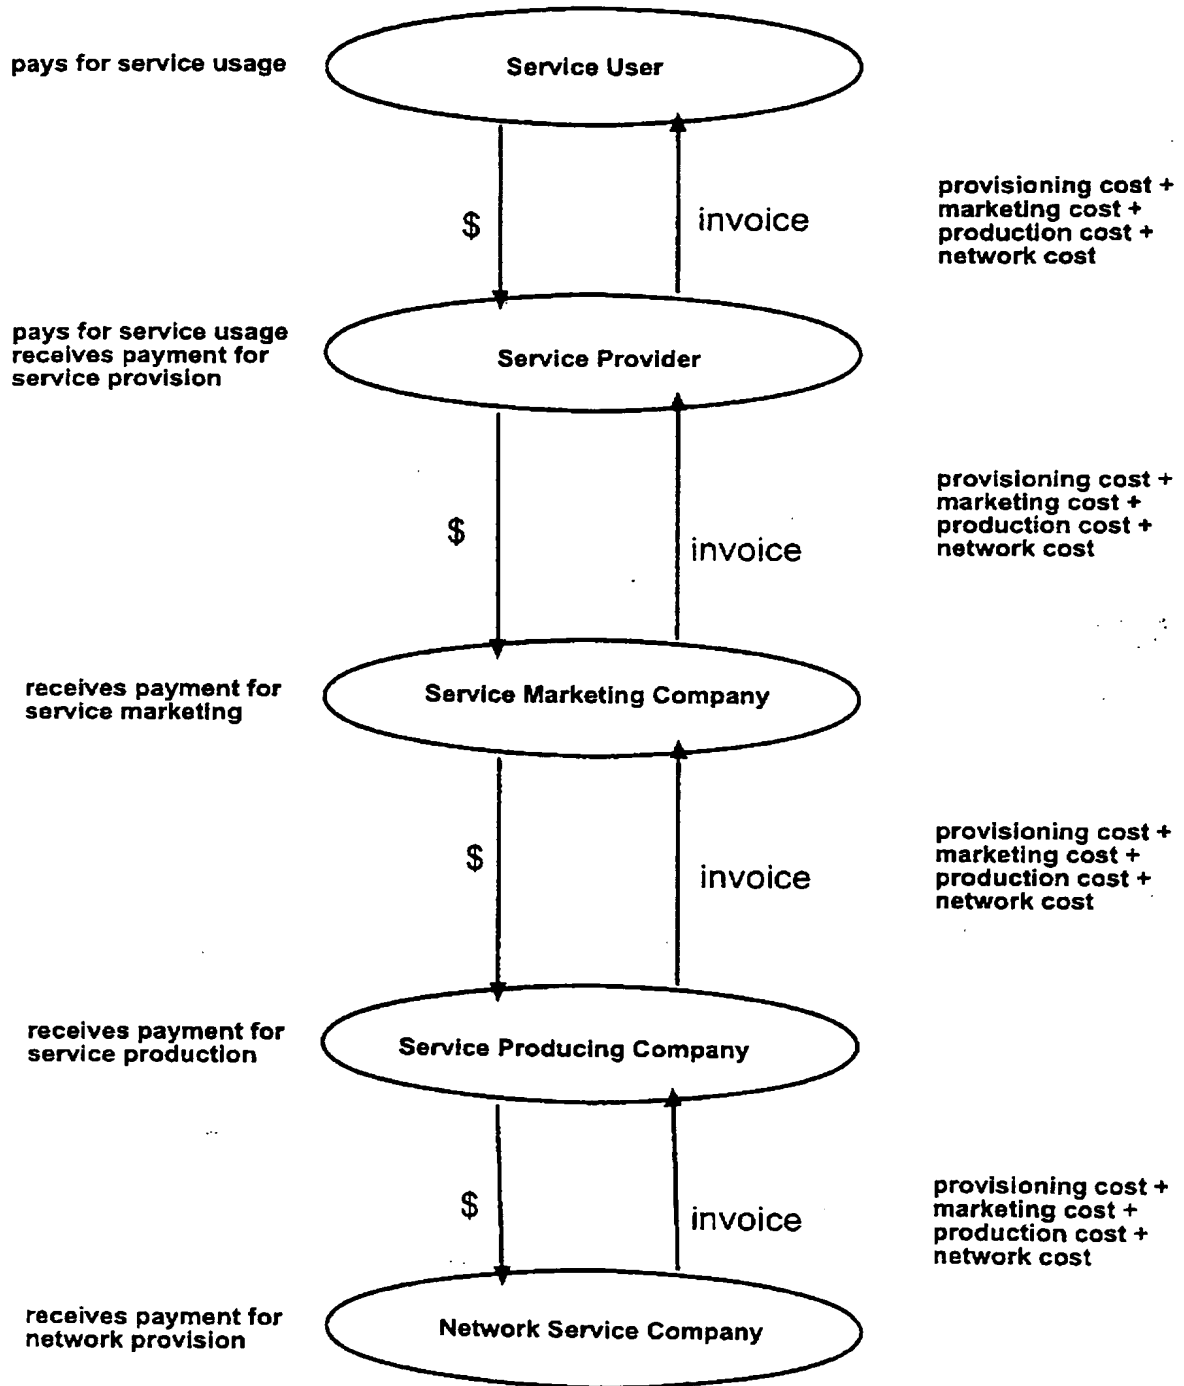 pays for service usage
Service User
$
invoice
provisioning cost +
marketing cost +
production cost +
network cost
pays for service usage
receives payment for
service provision
Service Provider
$
invoice
provisioning cost +
marketing cost +
production cost +
network cost
receives payment for
service marketing
Service Marketing Company
$
invoice
provisioning cost +
marketing cost +
production cost +
network cost
receives payment for
service production
Service Producing Company
$
invoice
provisioning cost +
marketing cost +
production cost +
network cost
receives payment for
network provision
Network Service Company